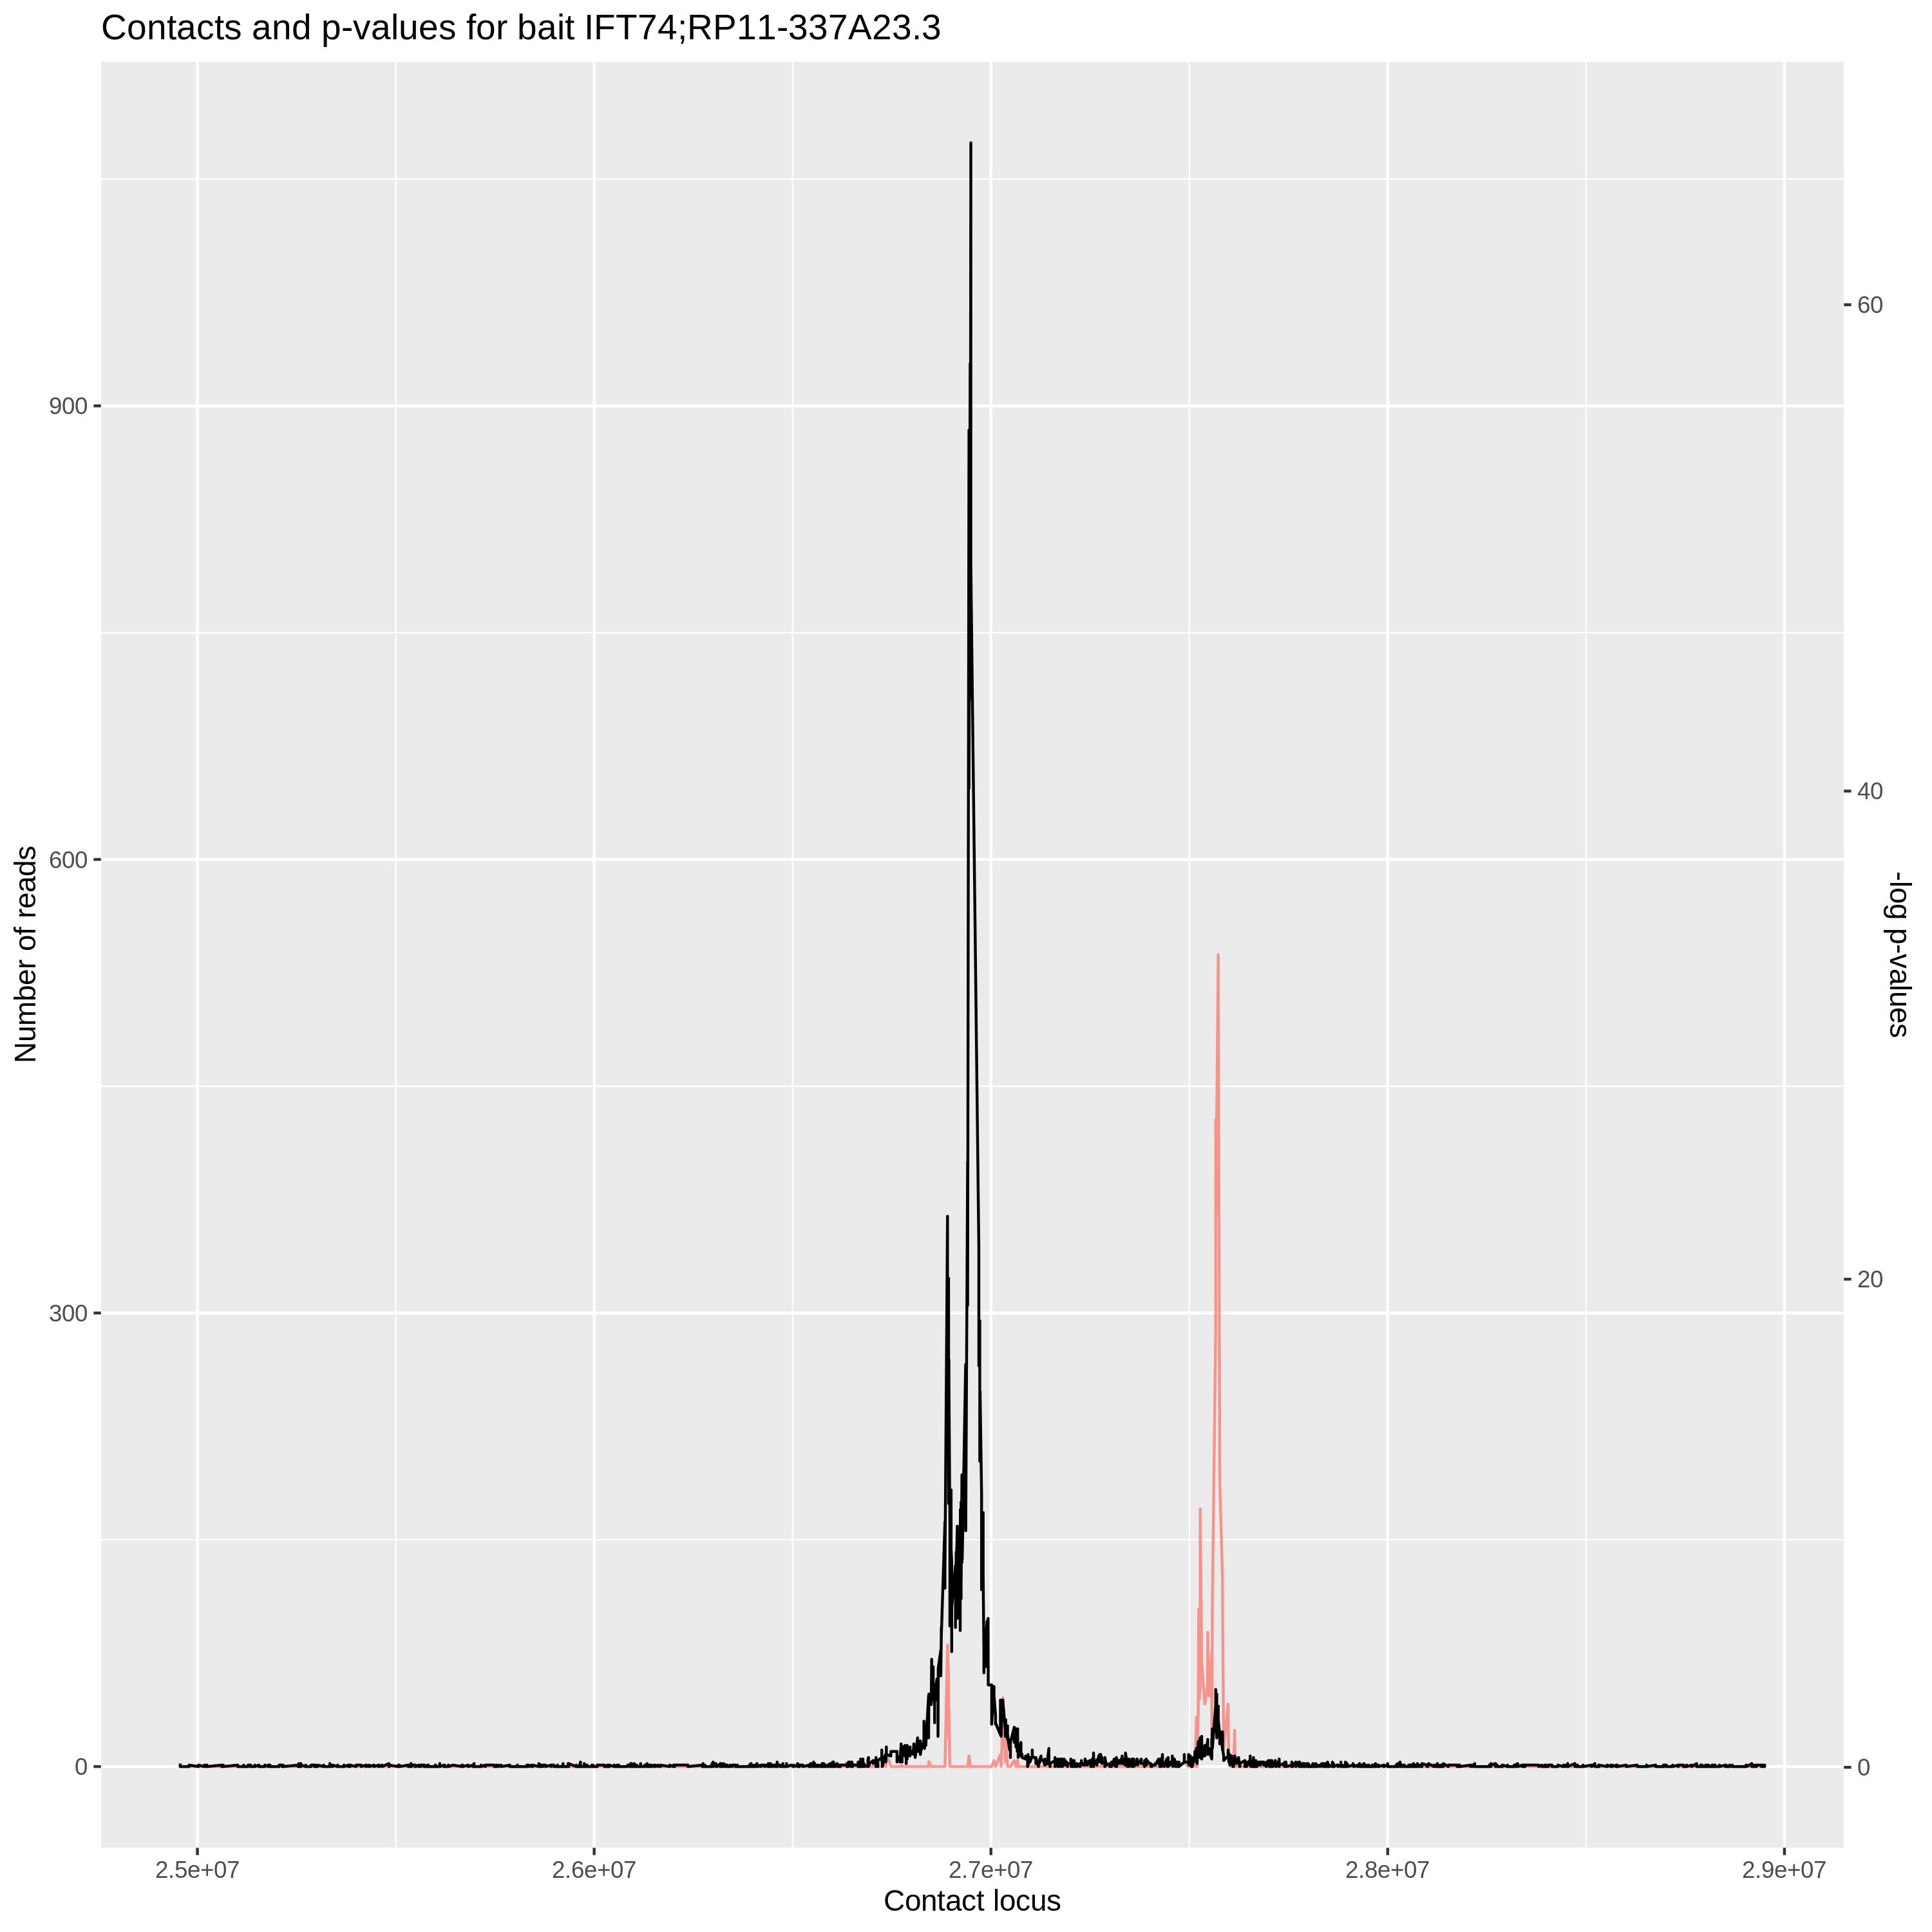 Contacts and p-values for bait IFT74;RP11-337A23.3
Number of reads
900
600
300
0
60
40
20
0
-log p-values
2.5e+07 2.6e+07 2.7e+07 2.8e+07 2.9e+07
Contact locus